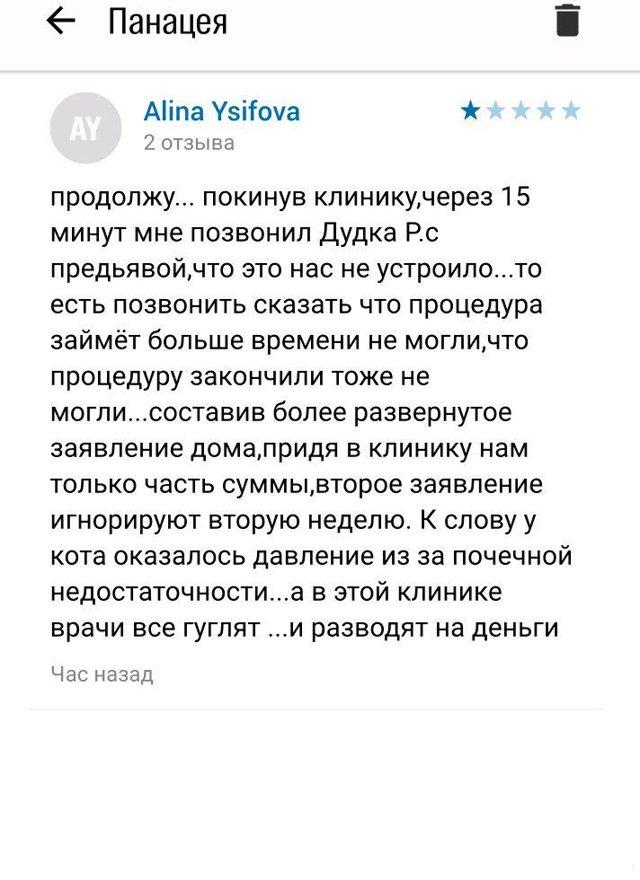 Панацея
AY
Alina Ysifova
2 отзыва
продолжу... покинув клинику,через 15
минут мне позвонил Дудка Р.с
предьявой,что это нас не устроило...то
есть позвонить сказать что процедура
займёт больше времени не могли,что
процедуру закончили тоже не
могли...составив более развернутое
заявление дома,придя в клинику нам
только часть суммы,второе заявление
игнорируют вторую неделю. К слову у
кота оказалось давление из за почечной
недостаточности...а в этой клинике
врачи все гуглят ...и разводят на деньги
Час назад